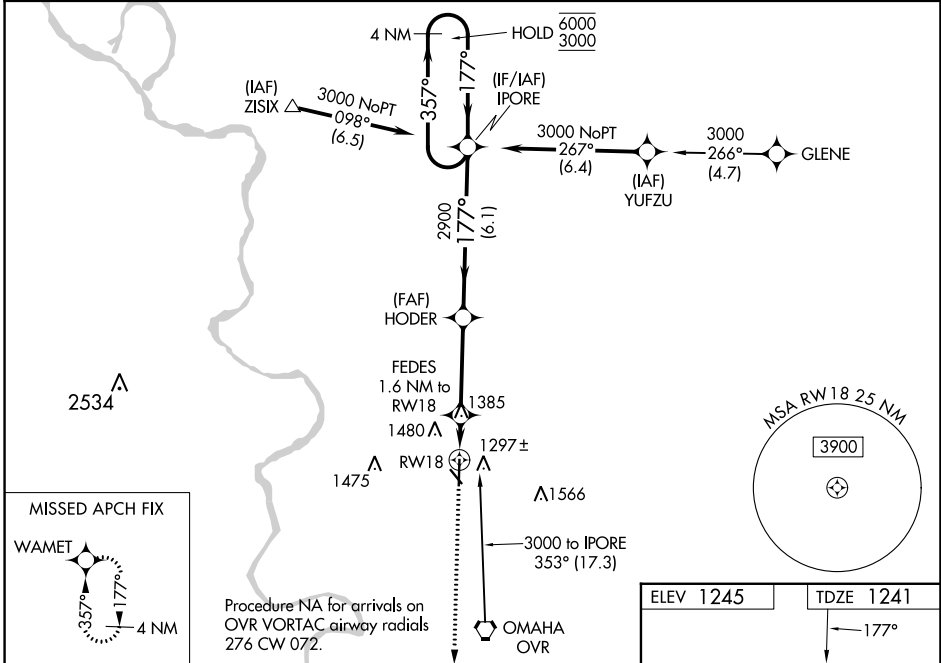 4 NM
HOLD
6000
3000
357°
177°
(IAF)
ZISIX
3000 NoPT
098°
(6.5)
(IF/IAF)
IPORE
3000 NoPT
267°
(6.4)
(IAF)
YUFZU
3000
266°
(4.7)
GLENE
2900
177°
(6.1)
(FAF)
HODER
FEDES
1.6 NM to
RW18
1385
2534
1480
1297±
1475
RW18
1566
MSA RW18 25 NM
3900
MISSED APCH FIX
WAMET
357°
177°
4 NM
3000 to IPORE
353° (17.3)
Procedure NA for arrivals on
OVR VORTAC airway radials
276 CW 072.
OMAHA
OVR
ELEV 1245
TDZE 1241
177°